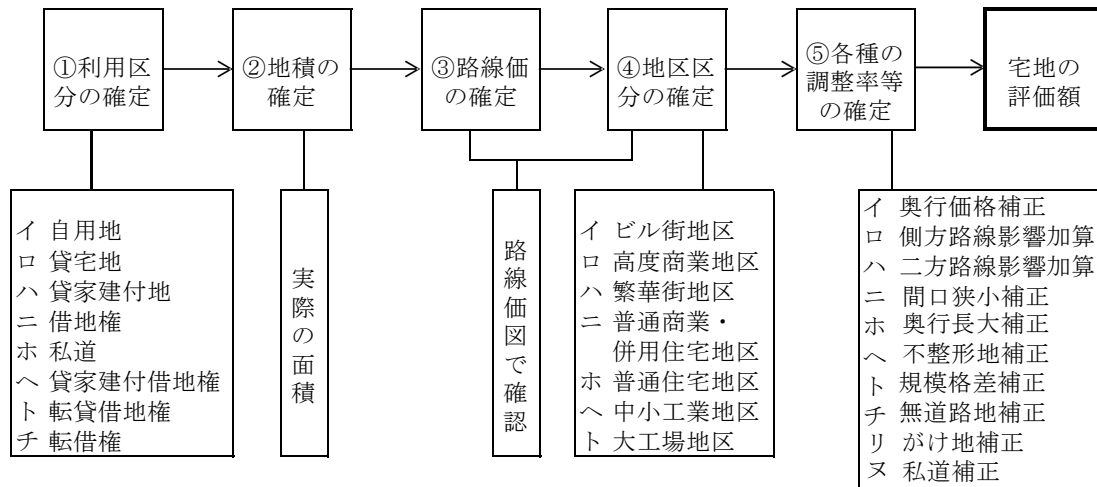 ①利用区
分の確定
②地積の
確定
③路線価
の確定
④地区区
分の確定
⑤各種の
調整率等
の確定
宅地の
評価額
イ 自用地
ロ 貸宅地
ハ 貸家建付地
ニ 借地権
ホ 私道
ヘ 貸家建付借地権
ト 転貸借地権
チ 転借権
実際の面積
路線価図で確認
イ ビル街地区
ロ 高度商業地区
ハ 繁華街地区
ニ 普通商業・
併用住宅地区
ホ 普通住宅地区
ヘ 中小工業地区
ト 大工場地区
イ 奥行価格補正
ロ 側方路線影響加算
ハ 二方路線影響加算
ニ 間口狭小補正
ホ 奥行長大補正
ヘ 不整形地補正
ト 規模格差補正
チ 無道路地補正
リ がけ地補正
ヌ 私道補正